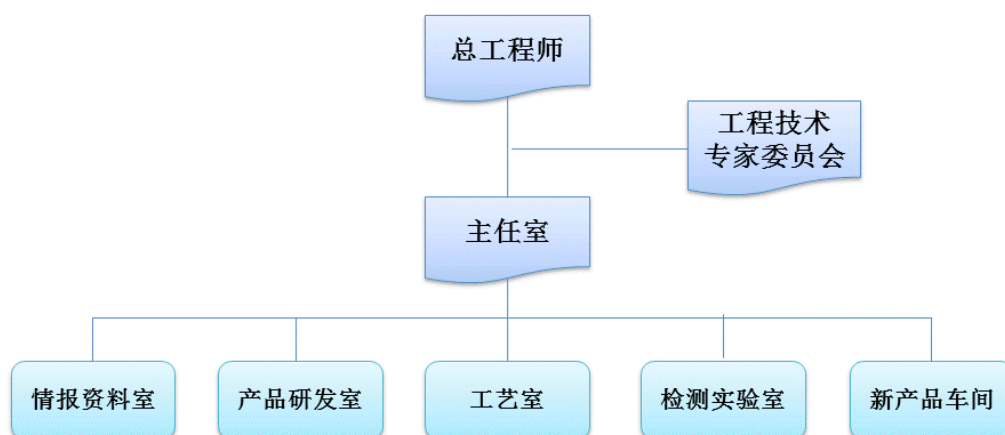 总工程师
工程技术
专家委员会
主任室
情报资料室
产品研发室
工艺室
检测实验室
新产品车间